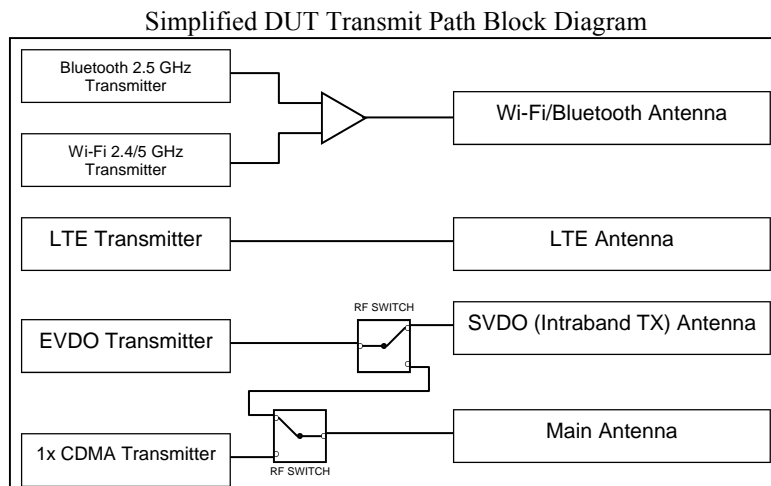 Simplified DUT Transmit Path Block Diagram
Bluetooth 2.5 GHz
Transmitter
Wi-Fi/Bluetooth Antenna
Wi-Fi 2.4/5 GHz
Transmitter
LTE Transmitter
LTE Antenna
RF SWITCH
SVDO (Intraband TX) Antenna
EVDO Transmitter
Main Antenna
1x CDMA Transmitter
RF SWITCH